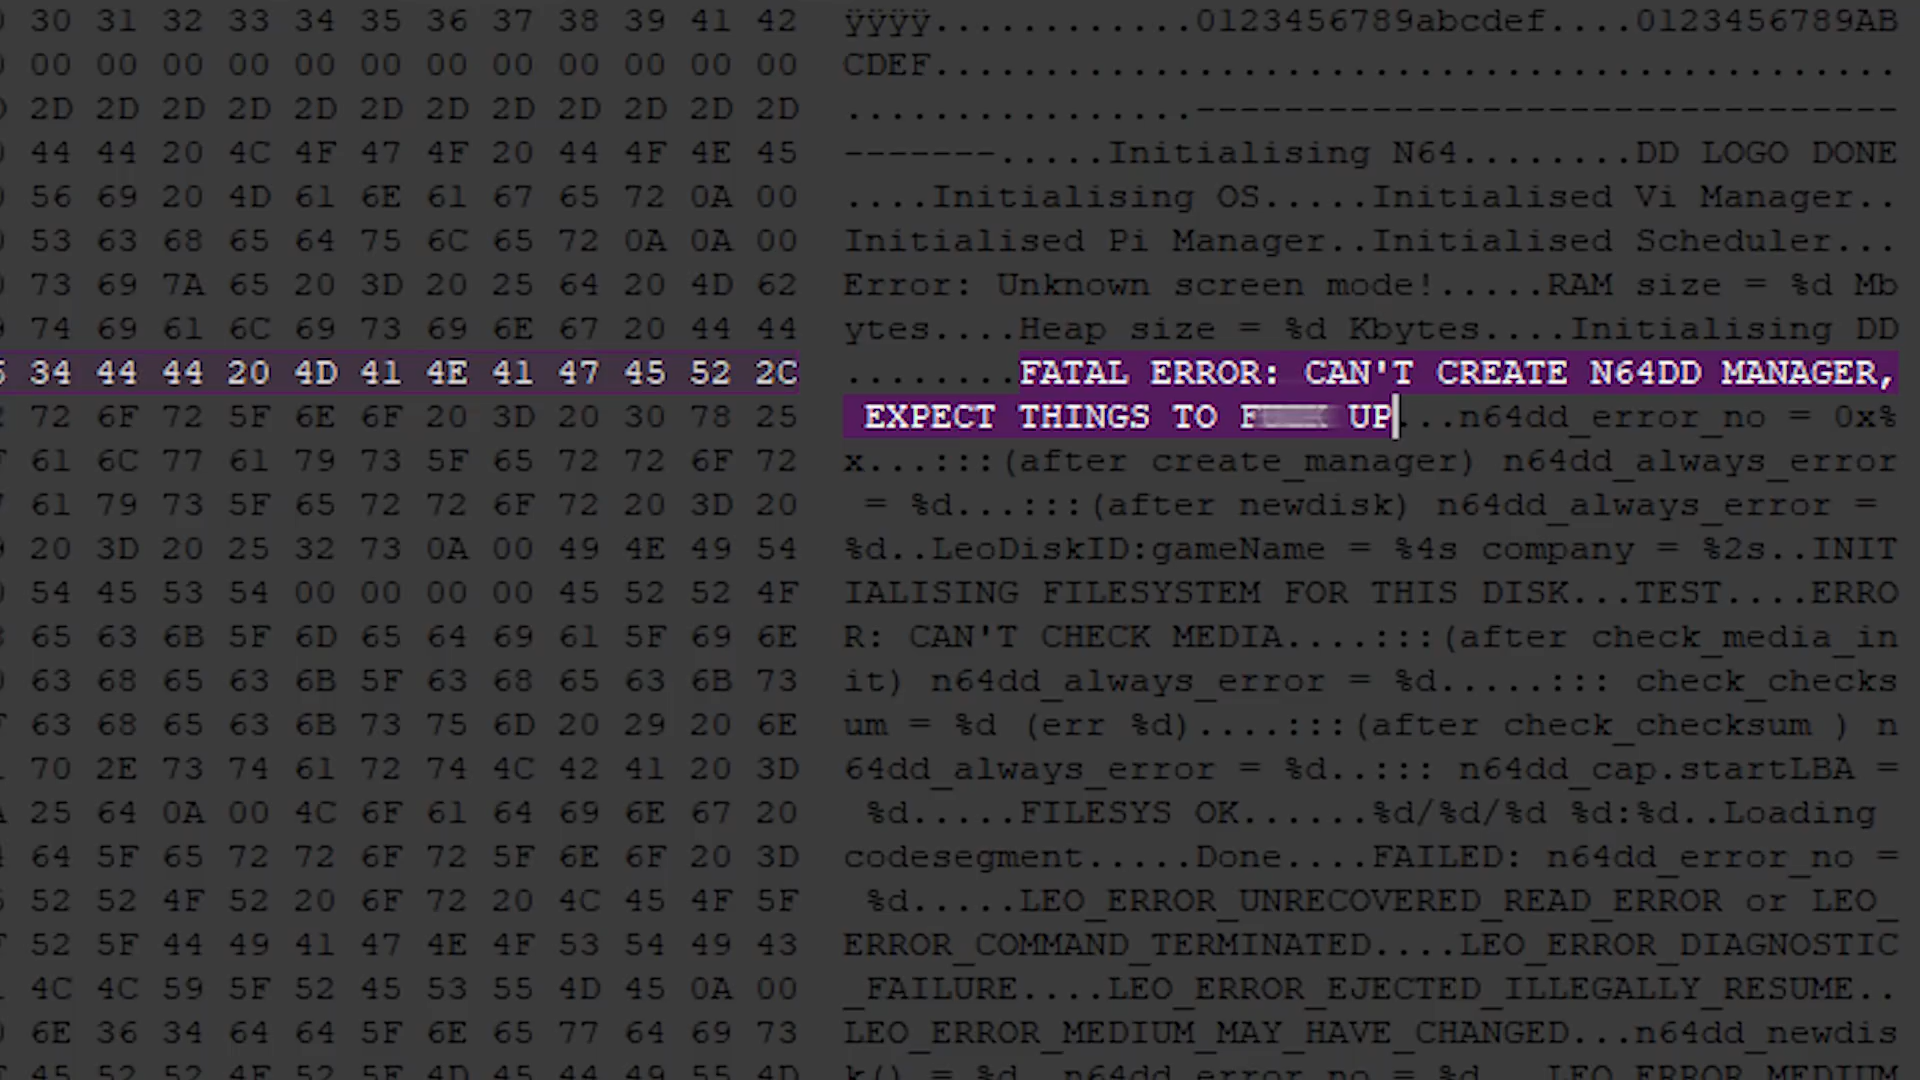 30 31 32 33 34 35 36 37 38 39 41 42 ÿÿÿÿ............0123456789abcdef....0123456789AB
00 00 00 00 00 00 00 00 00 00 00 00 CDEF............................................
2D 2D 2D 2D 2D 2D 2D 2D 2D 2D 2D 2D ................--------------------------------
44 44 20 4C 4F 47 4F 20 44 4F 4E 45 -------.....Initialising N64........DD LOGO DONE
56 69 20 4D 61 6E 61 67 65 72 0A 00 ....Initialising OS.....Initialised Vi Manager..
53 63 68 65 64 75 6C 65 72 0A 0A 00 Initialised Pi Manager..Initialised Scheduler...
73 69 7A 65 20 3D 20 25 64 20 4D 62 Error: Unknown screen mode!.....RAM size = %d Mb
74 69 61 6C 69 73 69 6E 67 20 44 44 ytes....Heap size = %d Kbytes....Initialising DD
34 44 44 20 4D 41 4E 41 47 45 52 2C ........FATAL ERROR: CAN'T CREATE N64DD MANAGER,
72 6F 72 5F 6E 6F 20 3D 20 30 78 25 EXPECT THINGS TO F UP...n64dd_error_no = 0x%
61 6C 77 61 79 73 5F 65 72 72 6F 72 x...:::(after create_manager) n64dd_always_error
61 79 73 5F 65 72 72 6F 72 20 3D 20 = %d...:::(after newdisk) n64dd_always_error =
20 3D 20 25 32 73 0A 00 49 4E 49 54 %d..LeoDiskID:gameName = %4s company = %2s..INIT
54 45 53 54 00 00 00 00 45 52 52 4F IALISING FILESYSTEM FOR THIS DISK...TEST....ERRO
65 63 6B 5F 6D 65 64 69 61 5F 69 6E R: CAN'T CHECK MEDIA....:::(after check_media_in
63 68 65 63 6B 5F 63 68 65 63 6B 73 it) n64dd_always_error = %d.....::: check_checks
63 68 65 63 6B 73 75 6D 20 29 20 6E um = %d (err %d)....:::(after check_checksum ) n
70 2E 73 74 61 72 74 4C 42 41 20 3D 64dd_always_error = %d..::: n64dd_cap.startLBA =
25 64 0A 00 4C 6F 61 64 69 6E 67 20 %d.....FILESYS OK......%d/%d/%d %d:%d..Loading
64 5F 65 72 72 6F 72 5F 6E 6F 20 3D codesegment.....Done....FAILED: n64dd_error_no =
52 52 4F 52 20 6F 72 20 4C 45 4F 5F %d.....LEO_ERROR_UNRECOVERED_READ_ERROR or LEO_
52 5F 44 49 41 47 4E 4F 53 54 49 43 ERROR_COMMAND_TERMINATED....LEO_ERROR_DIAGNOSTIC
4C 4C 59 5F 52 45 53 55 4D 45 0A 00 _FAILURE....LEO_ERROR_EJECTED_ILLEGALLY_RESUME..
6E 36 34 64 64 5F 6E 65 77 64 69 73 LEO_ERROR_MEDIUM_MAY_HAVE_CHANGED...n64dd_newdis
45 52 52 4F 52 5F 4D 45 44 49 55 4D k() = %d..n64dd_error_no = %d...LEO_ERROR_MEDIUM